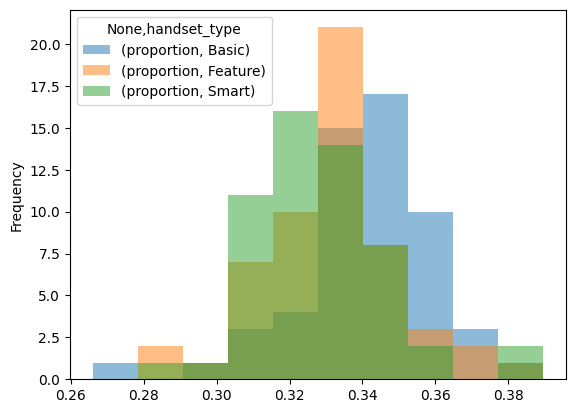 None,handset_type
(proportion, Basic)
(proportion, Feature)
(proportion, Smart)
Frequency
20.0
17.5
15.0
12.5
10.0
7.5
5.0
2.5
0.0
0.26 0.28 0.30 0.32 0.34 0.36 0.38